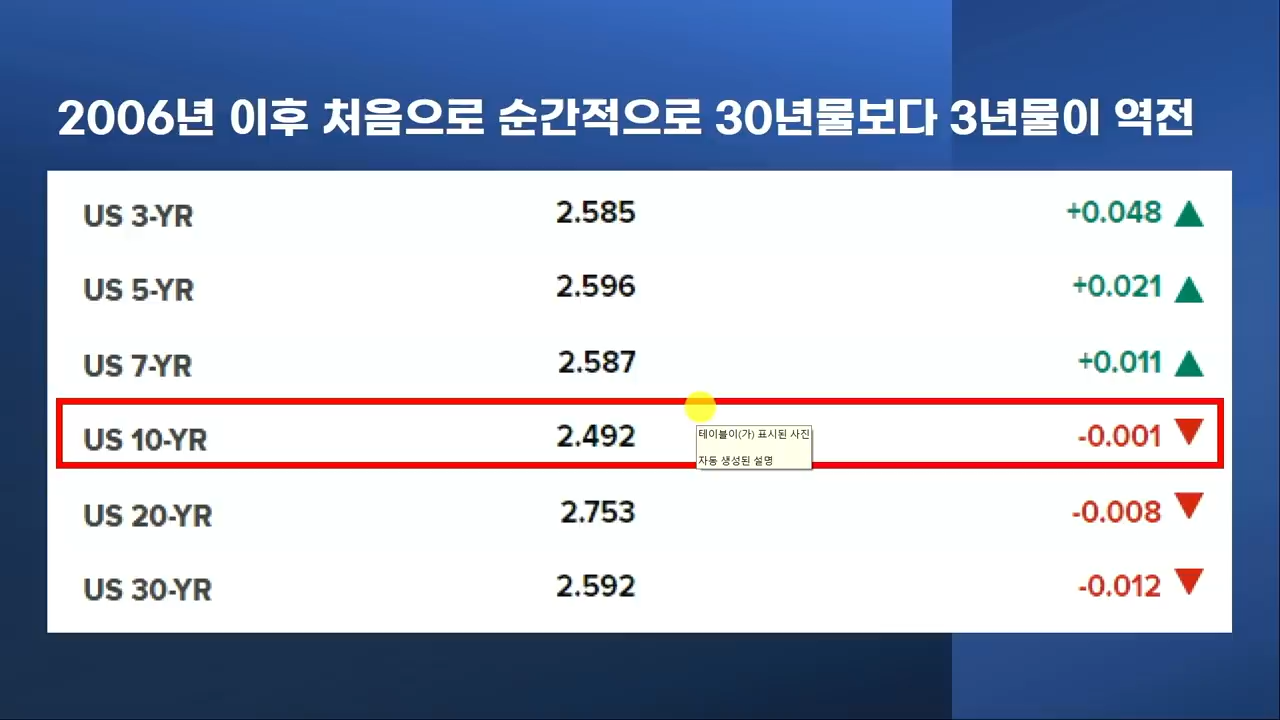 2006년 이후 처음으로 순간적으로 30년물보다 3년물이 역전
US 3-YR 2.585 +0.048 ▲
US 5-YR 2.596 +0.021 ▲
US 7-YR 2.587 +0.011 ▲
US 10-YR 2.492 -0.001 ▼
테이블이(가) 표시된 사진
자동 생성된 설명
US 20-YR 2.753 -0.008 ▼
US 30-YR 2.592 -0.012 ▼